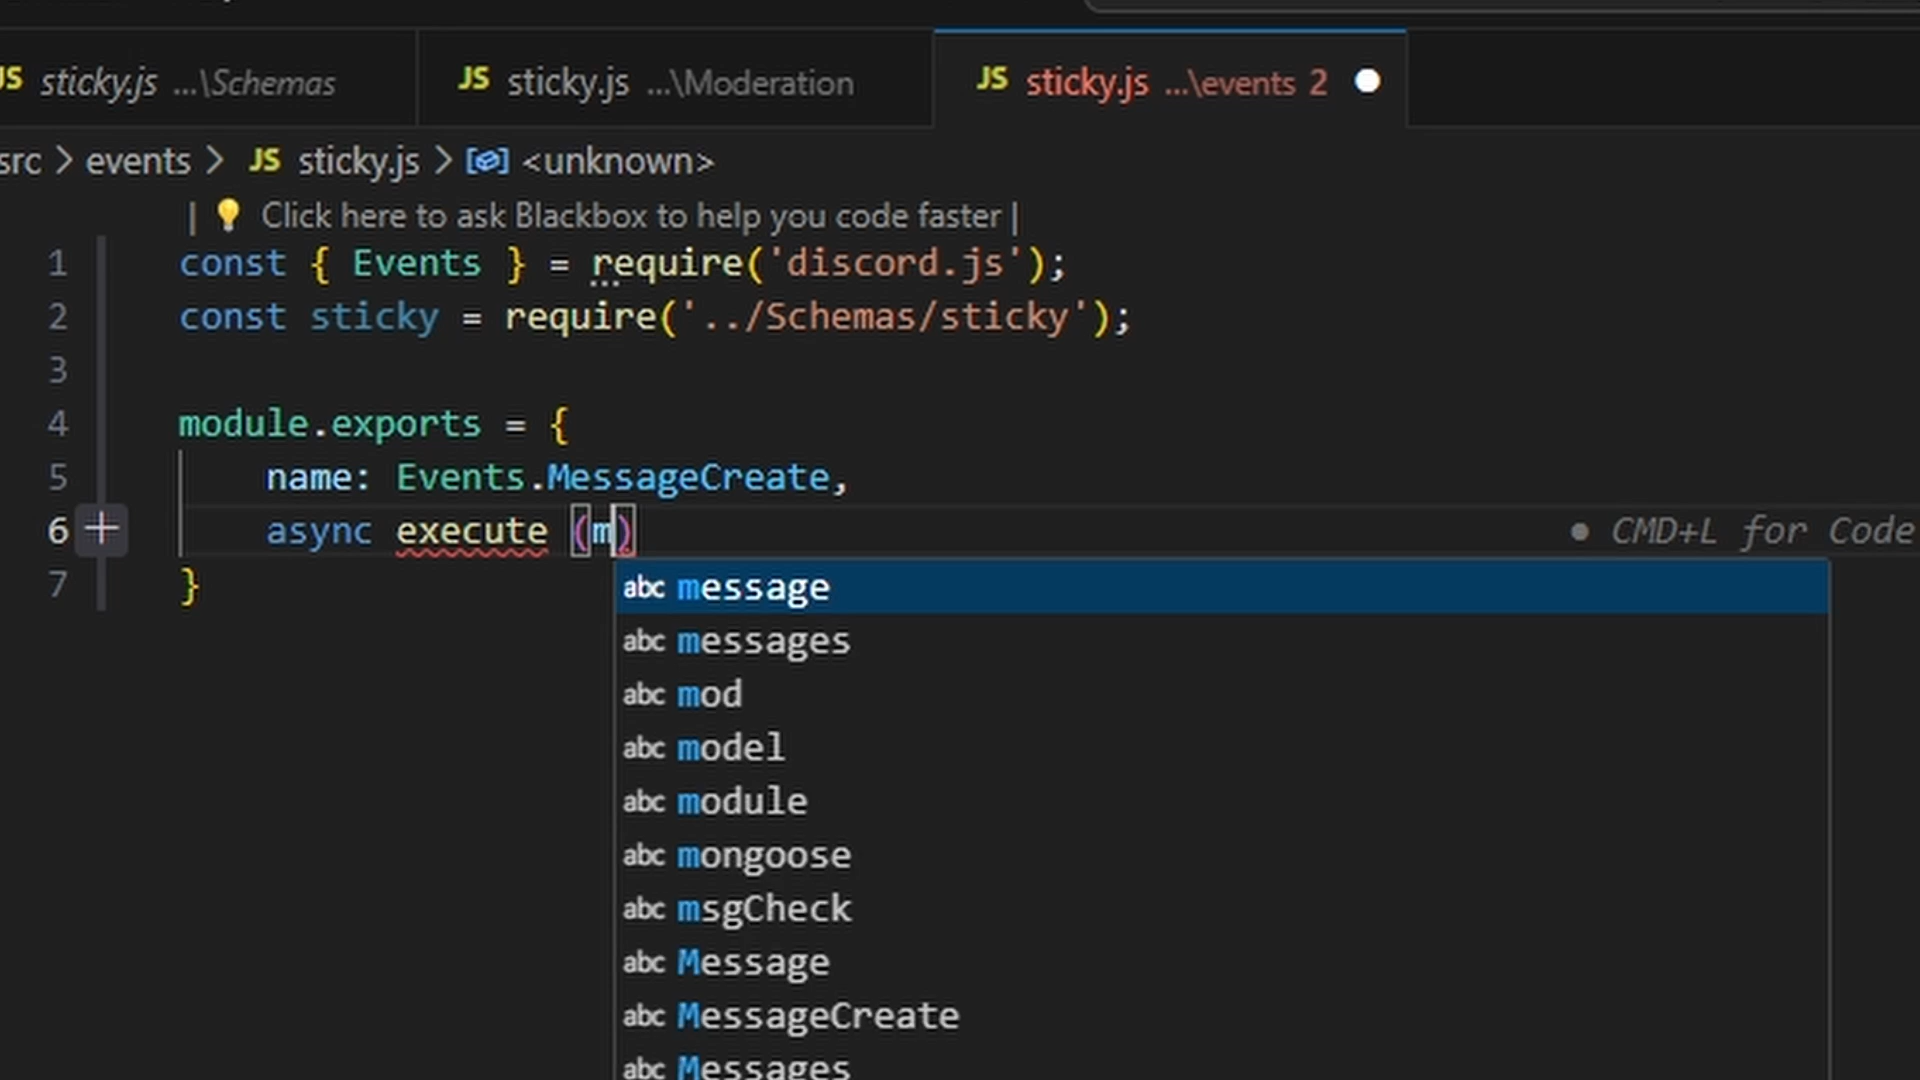 JS sticky.js ...\Schemas JS sticky.js ...\Moderation JS sticky.js ...\events 2
src > events > JS sticky.js > <unknown>
| Click here to ask Blackbox to help you code faster |
1 const { Events } = require('discord.js');
2 const sticky = require('../Schemas/sticky');
3
4 module.exports = {
5 name: Events.MessageCreate,
6 async execute (m) CMD+L for Code
7 }
abc message
abc messages
abc mod
abc model
abc module
abc mongoose
abc msgCheck
abc Message
abc MessageCreate
abc Messages